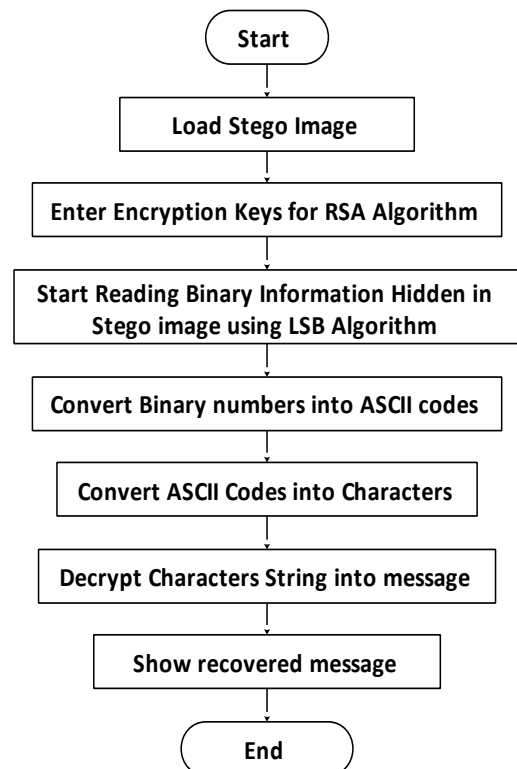 Start
Load Stego Image
Enter Encryption Keys for RSA Algorithm
Start Reading Binary Information Hidden in
Stego image using LSB Algorithm
Convert Binary numbers into ASCII codes
Convert ASCII Codes into Characters
Decrypt Characters String into message
Show recovered message
End